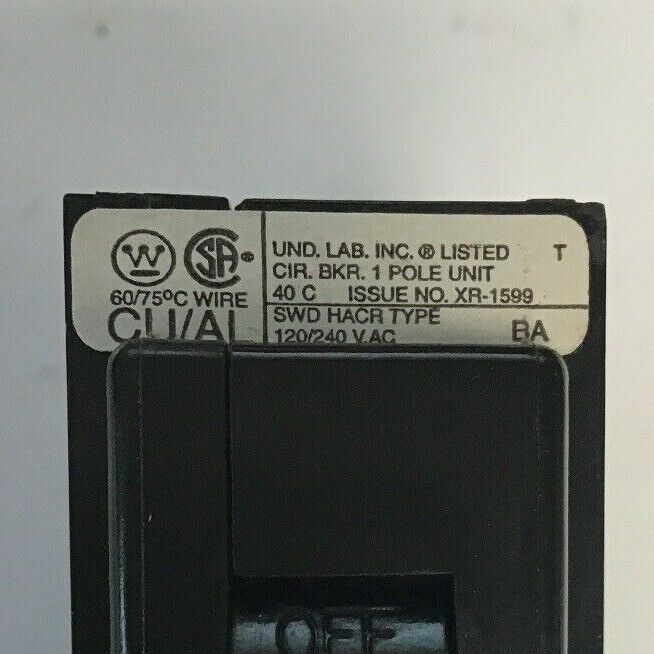 W SA®
60/75°C WIRE
CU/AL
UND. LAB. INC. ® LISTED T
CIR. BKR. 1 POLE UNIT
40 C ISSUE NO. XR-1599
SWD HACR TYPE
120/240 V.AC BA
OFF